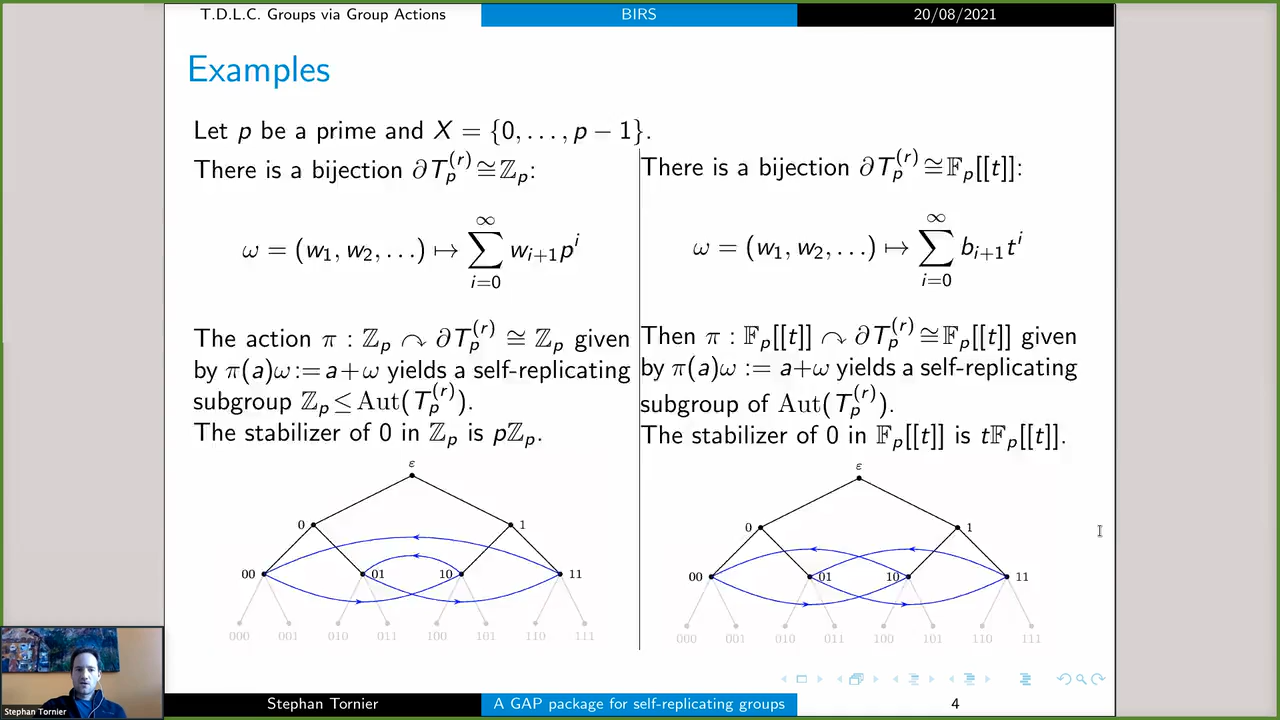 T.D.L.C. Groups via Group Actions BIRS 20/08/2021
Examples
Let p be a prime and X = {0, . . . , p − 1}.
There is a bijection ∂T_p^{(r)} ≅ ℤ_p:
ω = (w_1, w_2, . . .) ↦ ∑_{i=0}^{∞} w_{i+1} p^i
The action π : ℤ_p ↷ ∂T_p^{(r)} ≅ ℤ_p given
by π(a)ω := a+ω yields a self-replicating
subgroup ℤ_p ≤ Aut(T_p^{(r)}).
The stabilizer of 0 in ℤ_p is pℤ_p.
ε
0 1
00 01 10 11
000 001 010 011 100 101 110 111
There is a bijection ∂T_p^{(r)} ≅ 𝔽_p[[t]]:
ω = (w_1, w_2, . . .) ↦ ∑_{i=0}^{∞} b_{i+1} t^i
Then π : 𝔽_p[[t]] ↷ ∂T_p^{(r)} ≅ 𝔽_p[[t]] given
by π(a)ω := a+ω yields a self-replicating
subgroup of Aut(T_p^{(r)}).
The stabilizer of 0 in 𝔽_p[[t]] is t𝔽_p[[t]].
ε
0 1
00 01 10 11
000 001 010 011 100 101 110 111
Stephan Tornier
Stephan Tornier A GAP package for self-replicating groups 4